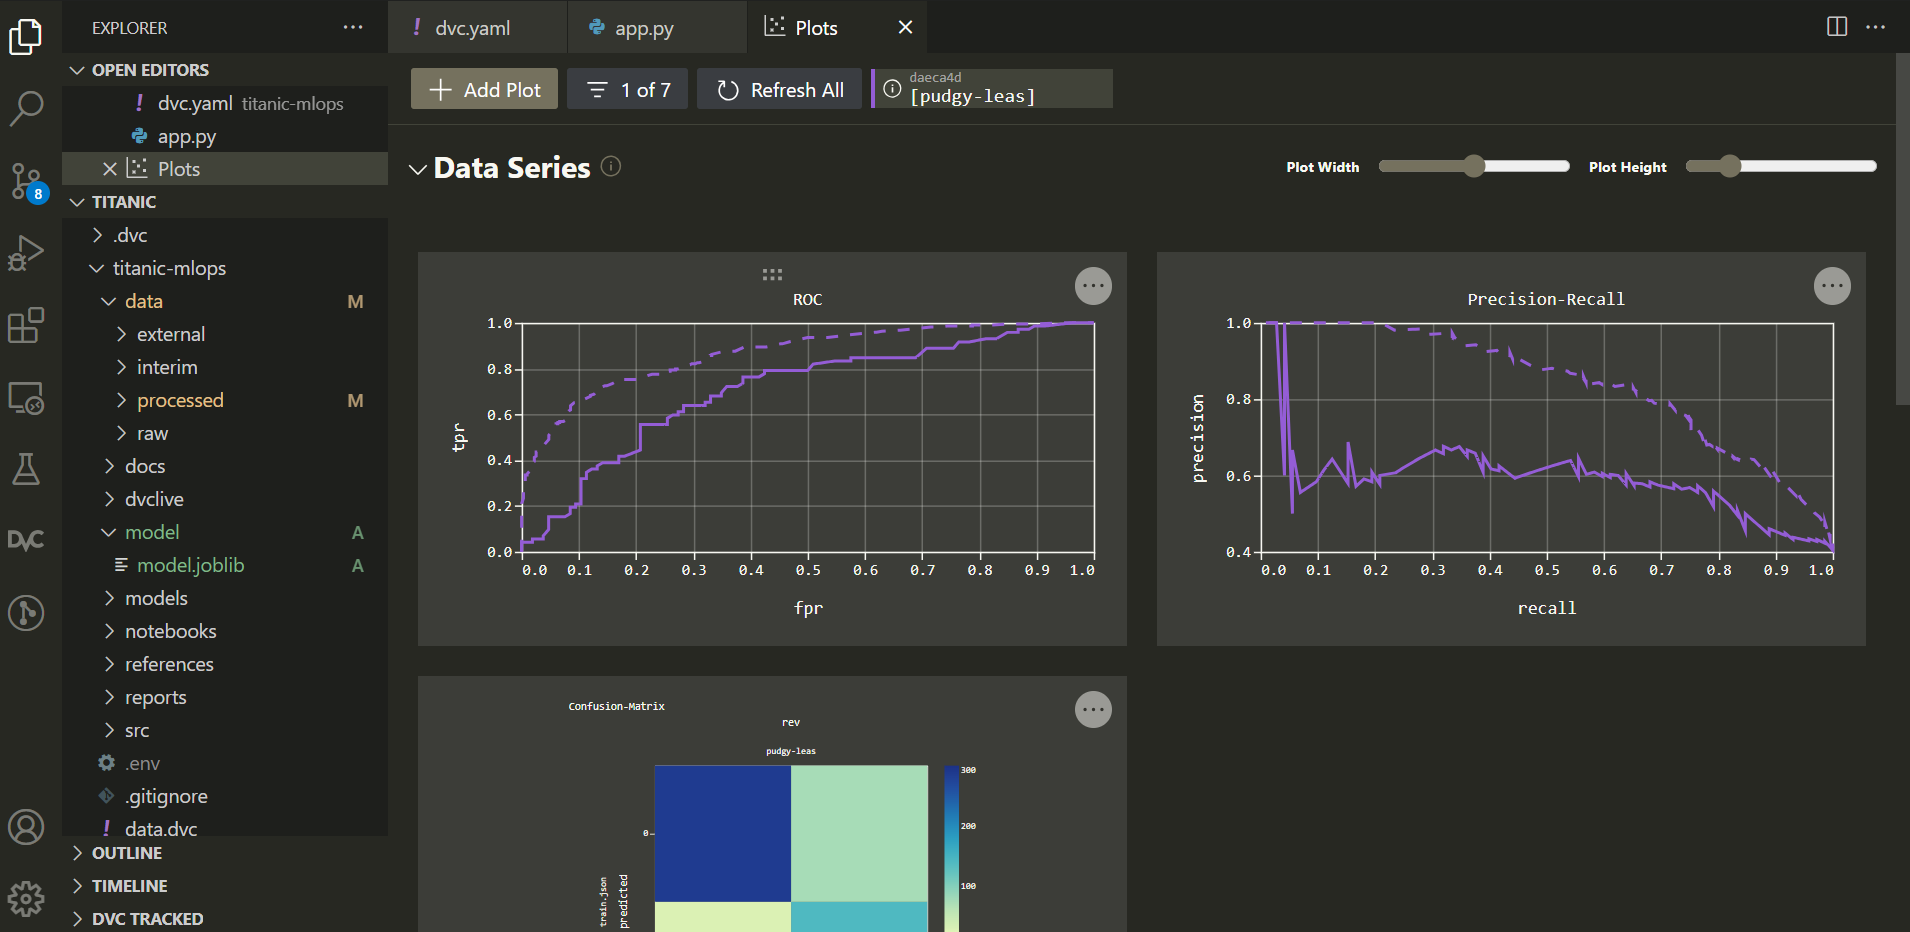 EXPLORER
OPEN EDITORS
! dvc.yaml titanic-mlops
app.py
Plots
TITANIC
.dvc
titanic-mlops
data M
external
interim
processed M
raw
docs
dvclive
model A
model.joblib A
models
notebooks
references
reports
src
.env
.gitignore
! data.dvc
OUTLINE
TIMELINE
DVC TRACKED
8
DVC
! dvc.yaml
app.py
Plots
Add Plot
1 of 7
Refresh All
daeca4d
[pudgy-leas]
Data Series
Plot Width
Plot Height
ROC
1.0
0.8
0.6
0.4
0.2
0.0
tpr
0.0 0.1 0.2 0.3 0.4 0.5 0.6 0.7 0.8 0.9 1.0
fpr
Precision-Recall
1.0
0.8
0.6
0.4
precision
0.0 0.1 0.2 0.3 0.4 0.5 0.6 0.7 0.8 0.9 1.0
recall
Confusion-Matrix
rev
pudgy-leas
0
train.json
predicted
300
200
100